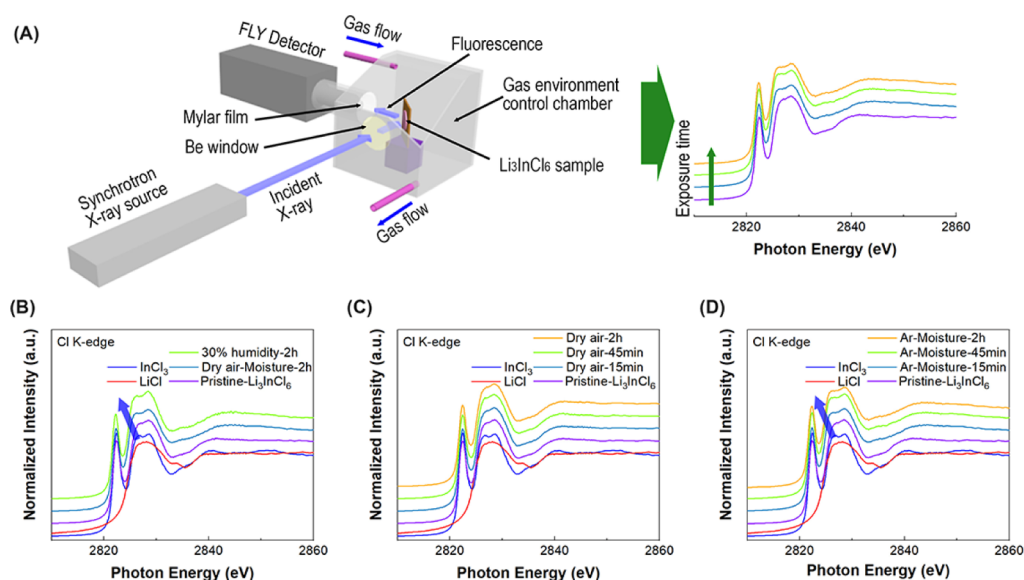 (A)
FLY Detector
Gas flow
Fluorescence
Gas environment
control chamber
Mylar film
Be window
Li3InCl6 sample
Synchrotron
X-ray source
Incident
X-ray
Gas flow
Exposure time
2820 2840 2860
Photon Energy (eV)
(B)
Cl K-edge
30% humidity-2h
InCl3 Dry air-Moisture-2h
LiCl Pristine-Li3InCl6
Normalized Intensity (a.u.)
2820 2840 2860
Photon Energy (eV)
(C)
Cl K-edge
Dry air-2h
Dry air-45min
InCl3 Dry air-15min
LiCl Pristine-Li3InCl6
Normalized Intensity (a.u.)
2820 2840 2860
Photon Energy (eV)
(D)
Cl K-edge
Ar-Moisture-2h
Ar-Moisture-45min
InCl3 Ar-Moisture-15min
LiCl Pristine-Li3InCl6
Normalized Intensity (a.u.)
2820 2840 2860
Photon Energy (eV)